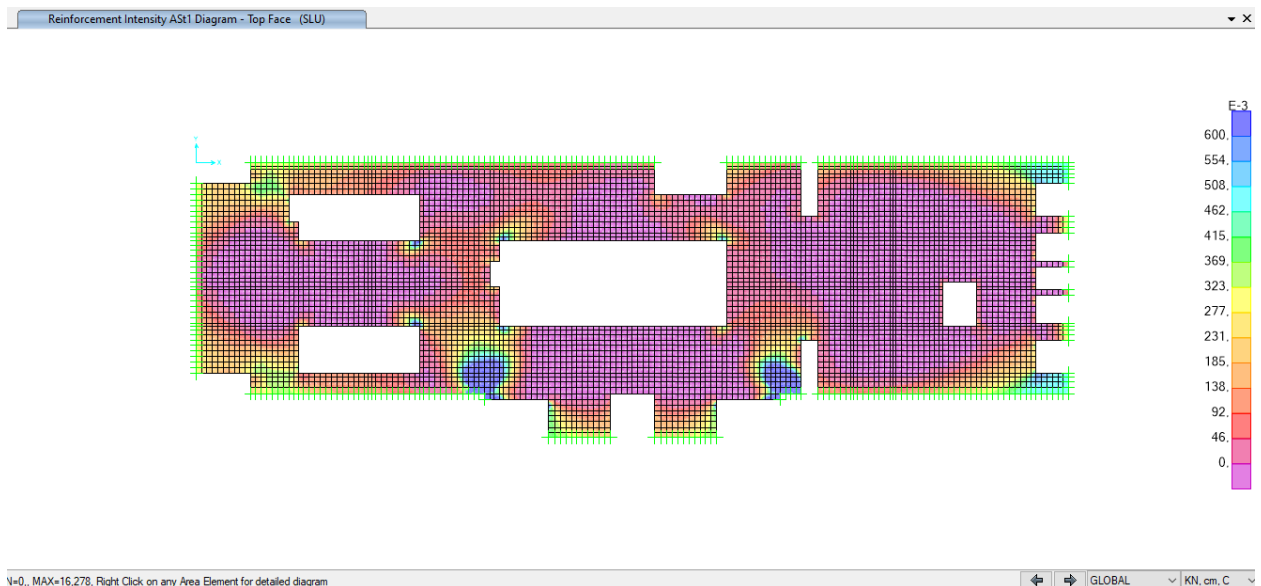 Reinforcement Intensity ASt1 Diagram - Top Face (SLU)
E-3
600,
554,
508,
462,
415,
369,
323,
277,
231,
185,
138,
92,
46,
0,
Y
X
N=0,, MAX=16,278, Right Click on any Area Element for detailed diagram
GLOBAL
KN, cm, C